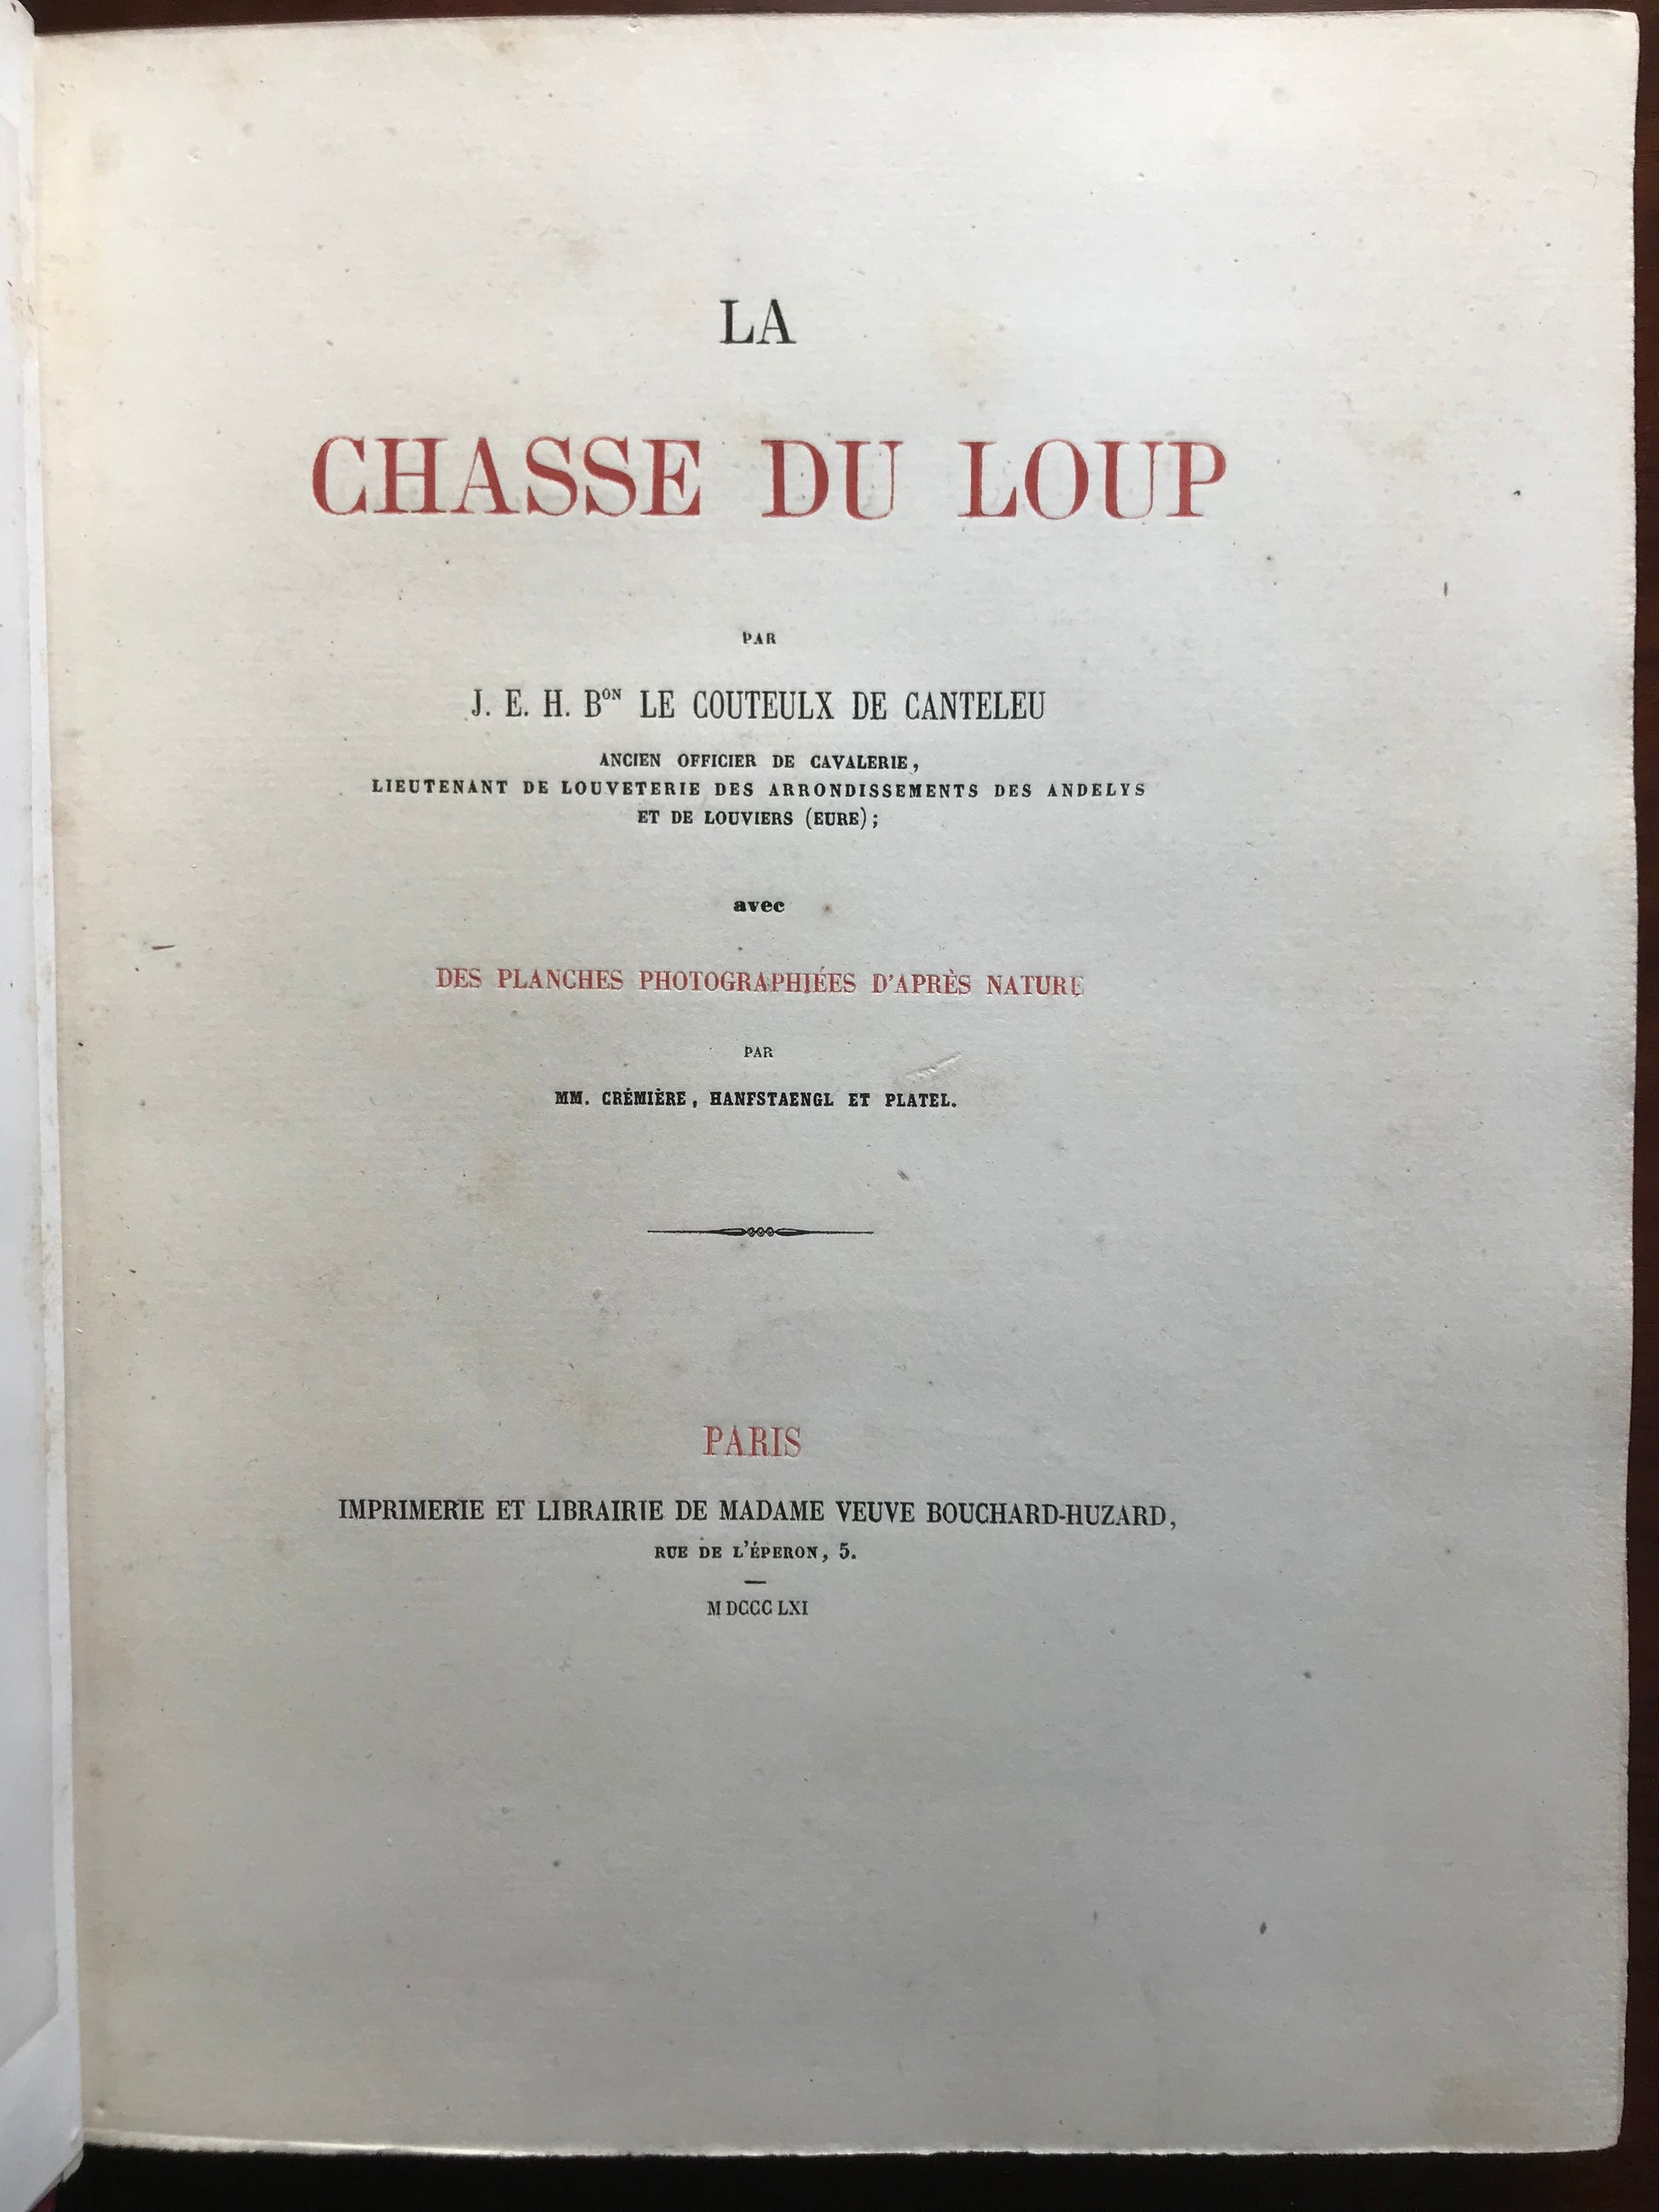 LA
CHASSE DU LOUP
PAR
J. E. H. BON LE COUTEULX DE CANTELEU
ANCIEN OFFICIER DE CAVALERIE,
LIEUTENANT DE LOUVETERIE DES ARRONDISSEMENTS DES ANDELYS
ET DE LOUVIERS (EURE);
avec
DES PLANCHES PHOTOGRAPHIÉES D'APRÈS NATURE
PAR
MM. CRÉMIÈRE, HANFSTAENGL ET PLATEL.
PARIS
IMPRIMERIE ET LIBRAIRIE DE MADAME VEUVE BOUCHARD-HUZARD,
RUE DE L'ÉPERON, 5.
M DCCC LXI